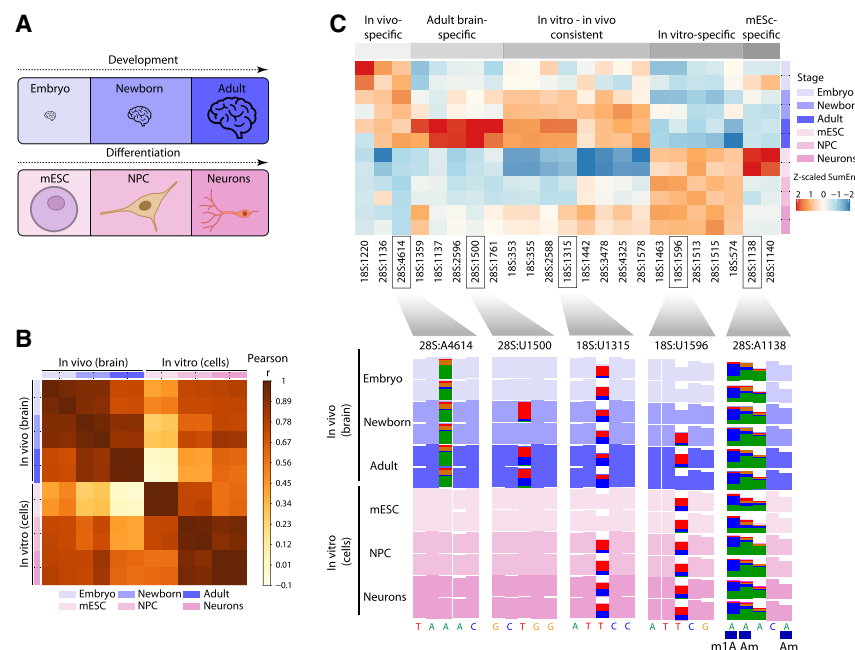 A
Development
Embryo
Newborn
Adult
Differentiation
mESC
NPC
Neurons
B
In vivo (brain)
In vitro (cells)
Pearson
r
In vivo (brain)
In vitro (cells)
1
0.89
0.78
0.67
0.56
0.45
0.34
0.23
0.12
0.01
−0.1
Embryo
Newborn
Adult
mESC
NPC
Neurons
C
In vivo-
specific
Adult brain-
specific
In vitro - in vivo
consistent
In vitro-specific
mESc-
specific
Stage
Embryo
Newbor
Adult
mESC
NPC
Neurons
Z-scaled SumErr
2 1 0 -1 -2
18S:1220
28S:1136
28S:4614
18S:1359
18S:1137
28S:2596
28S:1500
28S:1761
18S:353
18S:355
28S:2588
18S:1315
18S:1442
28S:3478
28S:4325
28S:1578
18S:1463
18S:1596
28S:1513
28S:1515
18S:574
28S:1138
28S:1140
28S:A4614
28S:U1500
18S:U1315
18S:U1596
28S:A1138
In vivo
(brain)
Embryo
Newborn
Adult
In vitro
(cells)
mESC
NPC
Neurons
T A A A C
G C T G G
A T T C C
A T T C G
A A A C A
m1A Am Am